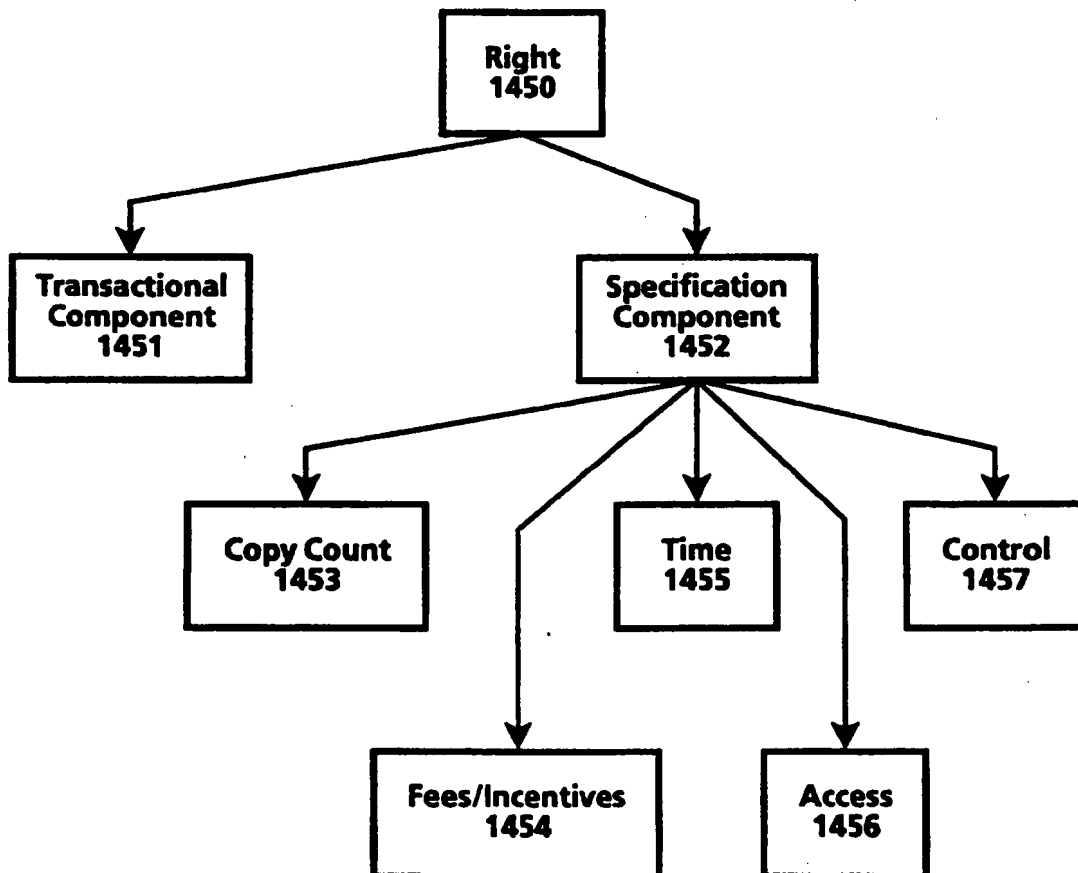 Right
1450
Transactional
Component
1451
Specification
Component
1452
Copy Count
1453
Time
1455
Control
1457
Fees/Incentives
1454
Access
1456